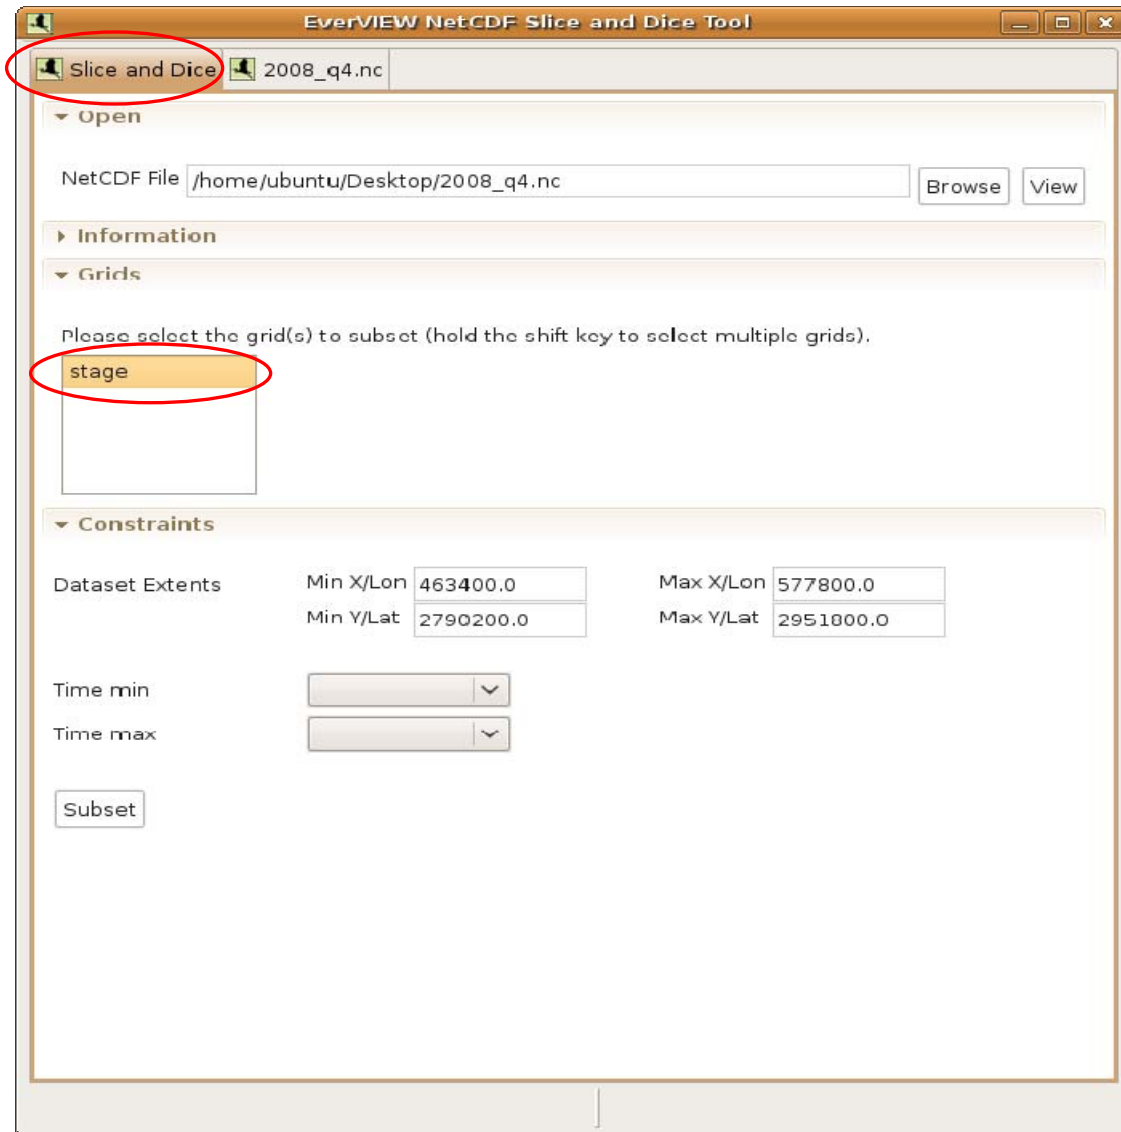 EverVIEW NetCDF Slice and Dice Tool
Slice and Dice
2008_q4.nc
Open
NetCDF File /home/ubuntu/Desktop/2008_q4.nc Browse View
Information
Grids
Please select the grid(s) to subset (hold the shift key to select multiple grids).
stage
Constraints
Dataset Extents Min X/Lon 463400.0 Max X/Lon 577800.0
Min Y/Lat 2790200.0 Max Y/Lat 2951800.0
Time min
Time max
Subset